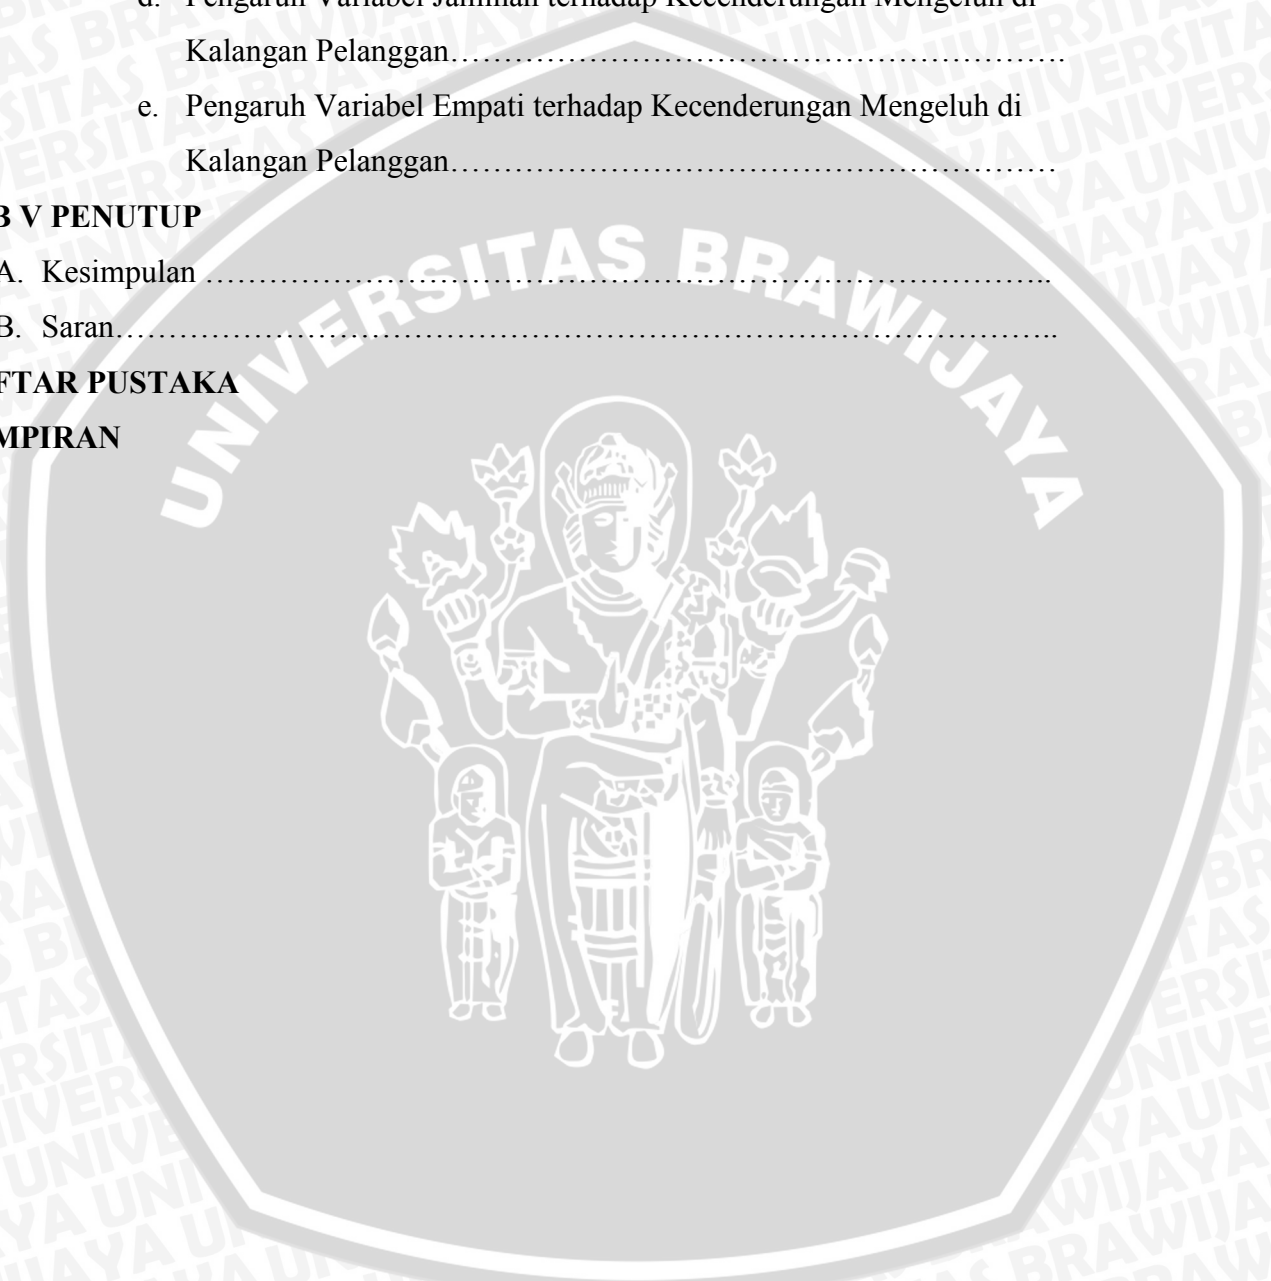 d. Pengaruh Variabel Jaminan terhadap Kecenderungan Mengeluh di
Kalangan Pelanggan……………………………………………….
e. Pengaruh Variabel Empati terhadap Kecenderungan Mengeluh di
Kalangan Pelanggan………………………………………………
B V PENUTUP
A. Kesimpulan …………………………………………………………………..
B. Saran…………………………………………………………………………..
FTAR PUSTAKA
MPIRAN
UNIVERSITAS BRAWIJAYA